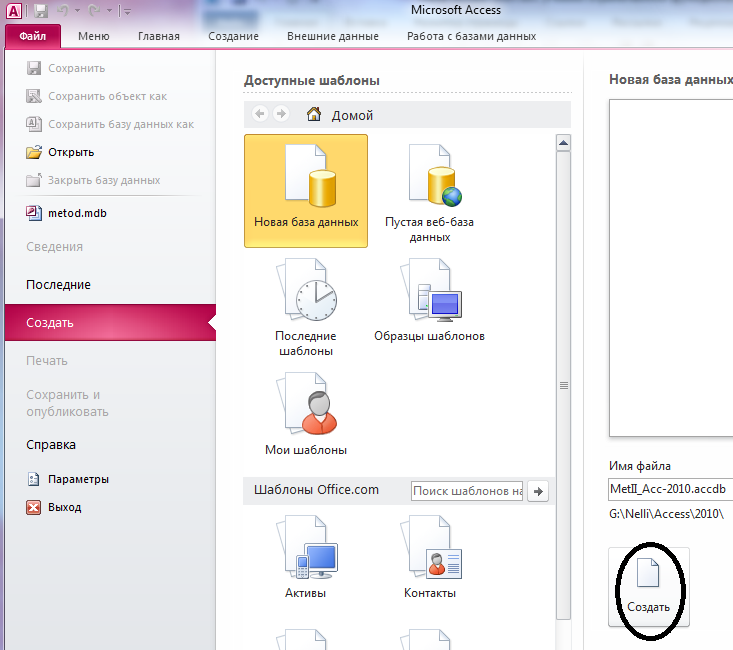 Microsoft Access
Файл Меню Главная Создание Внешние данные Работа с базами данных
Сохранить
Сохранить объект как
Сохранить базу данных как
Открыть
Закрыть базу данных
metod.mdb
Сведения
Последние
Создать
Печать
Сохранить и
опубликовать
Справка
Параметры
Выход
Доступные шаблоны
Домой
Новая база данных
Пустая веб-база
данных
Последние
шаблоны
Образцы шаблонов
Мои шаблоны
Шаблоны Office.com
Поиск шаблонов на
Активы
Контакты
Новая база данных
Имя файла
MetII_Acc-2010.accdb
G:\Nelli\Access\2010\
Создать